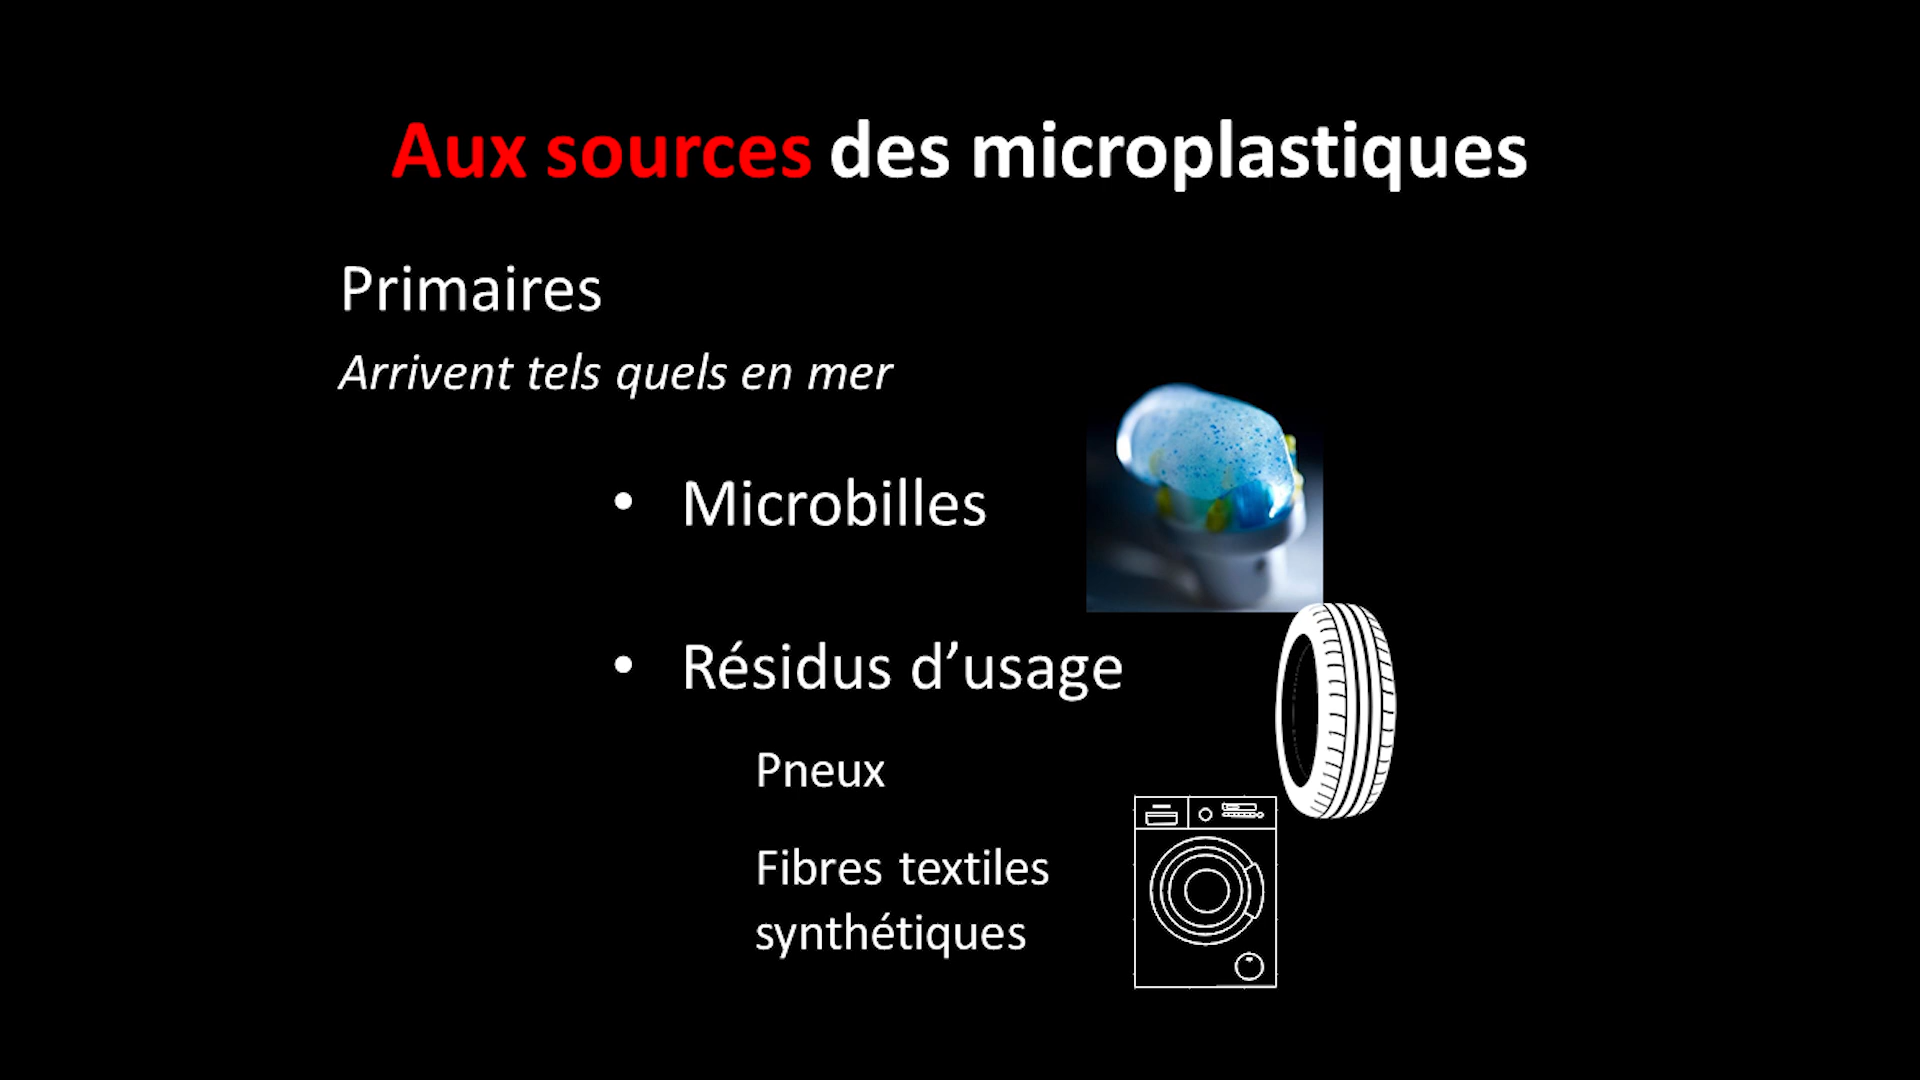 Aux sources des microplastiques
Primaires
Arrivent tels quels en mer
• Microbilles
• Résidus d’usage
Pneux
Fibres textiles
synthétiques